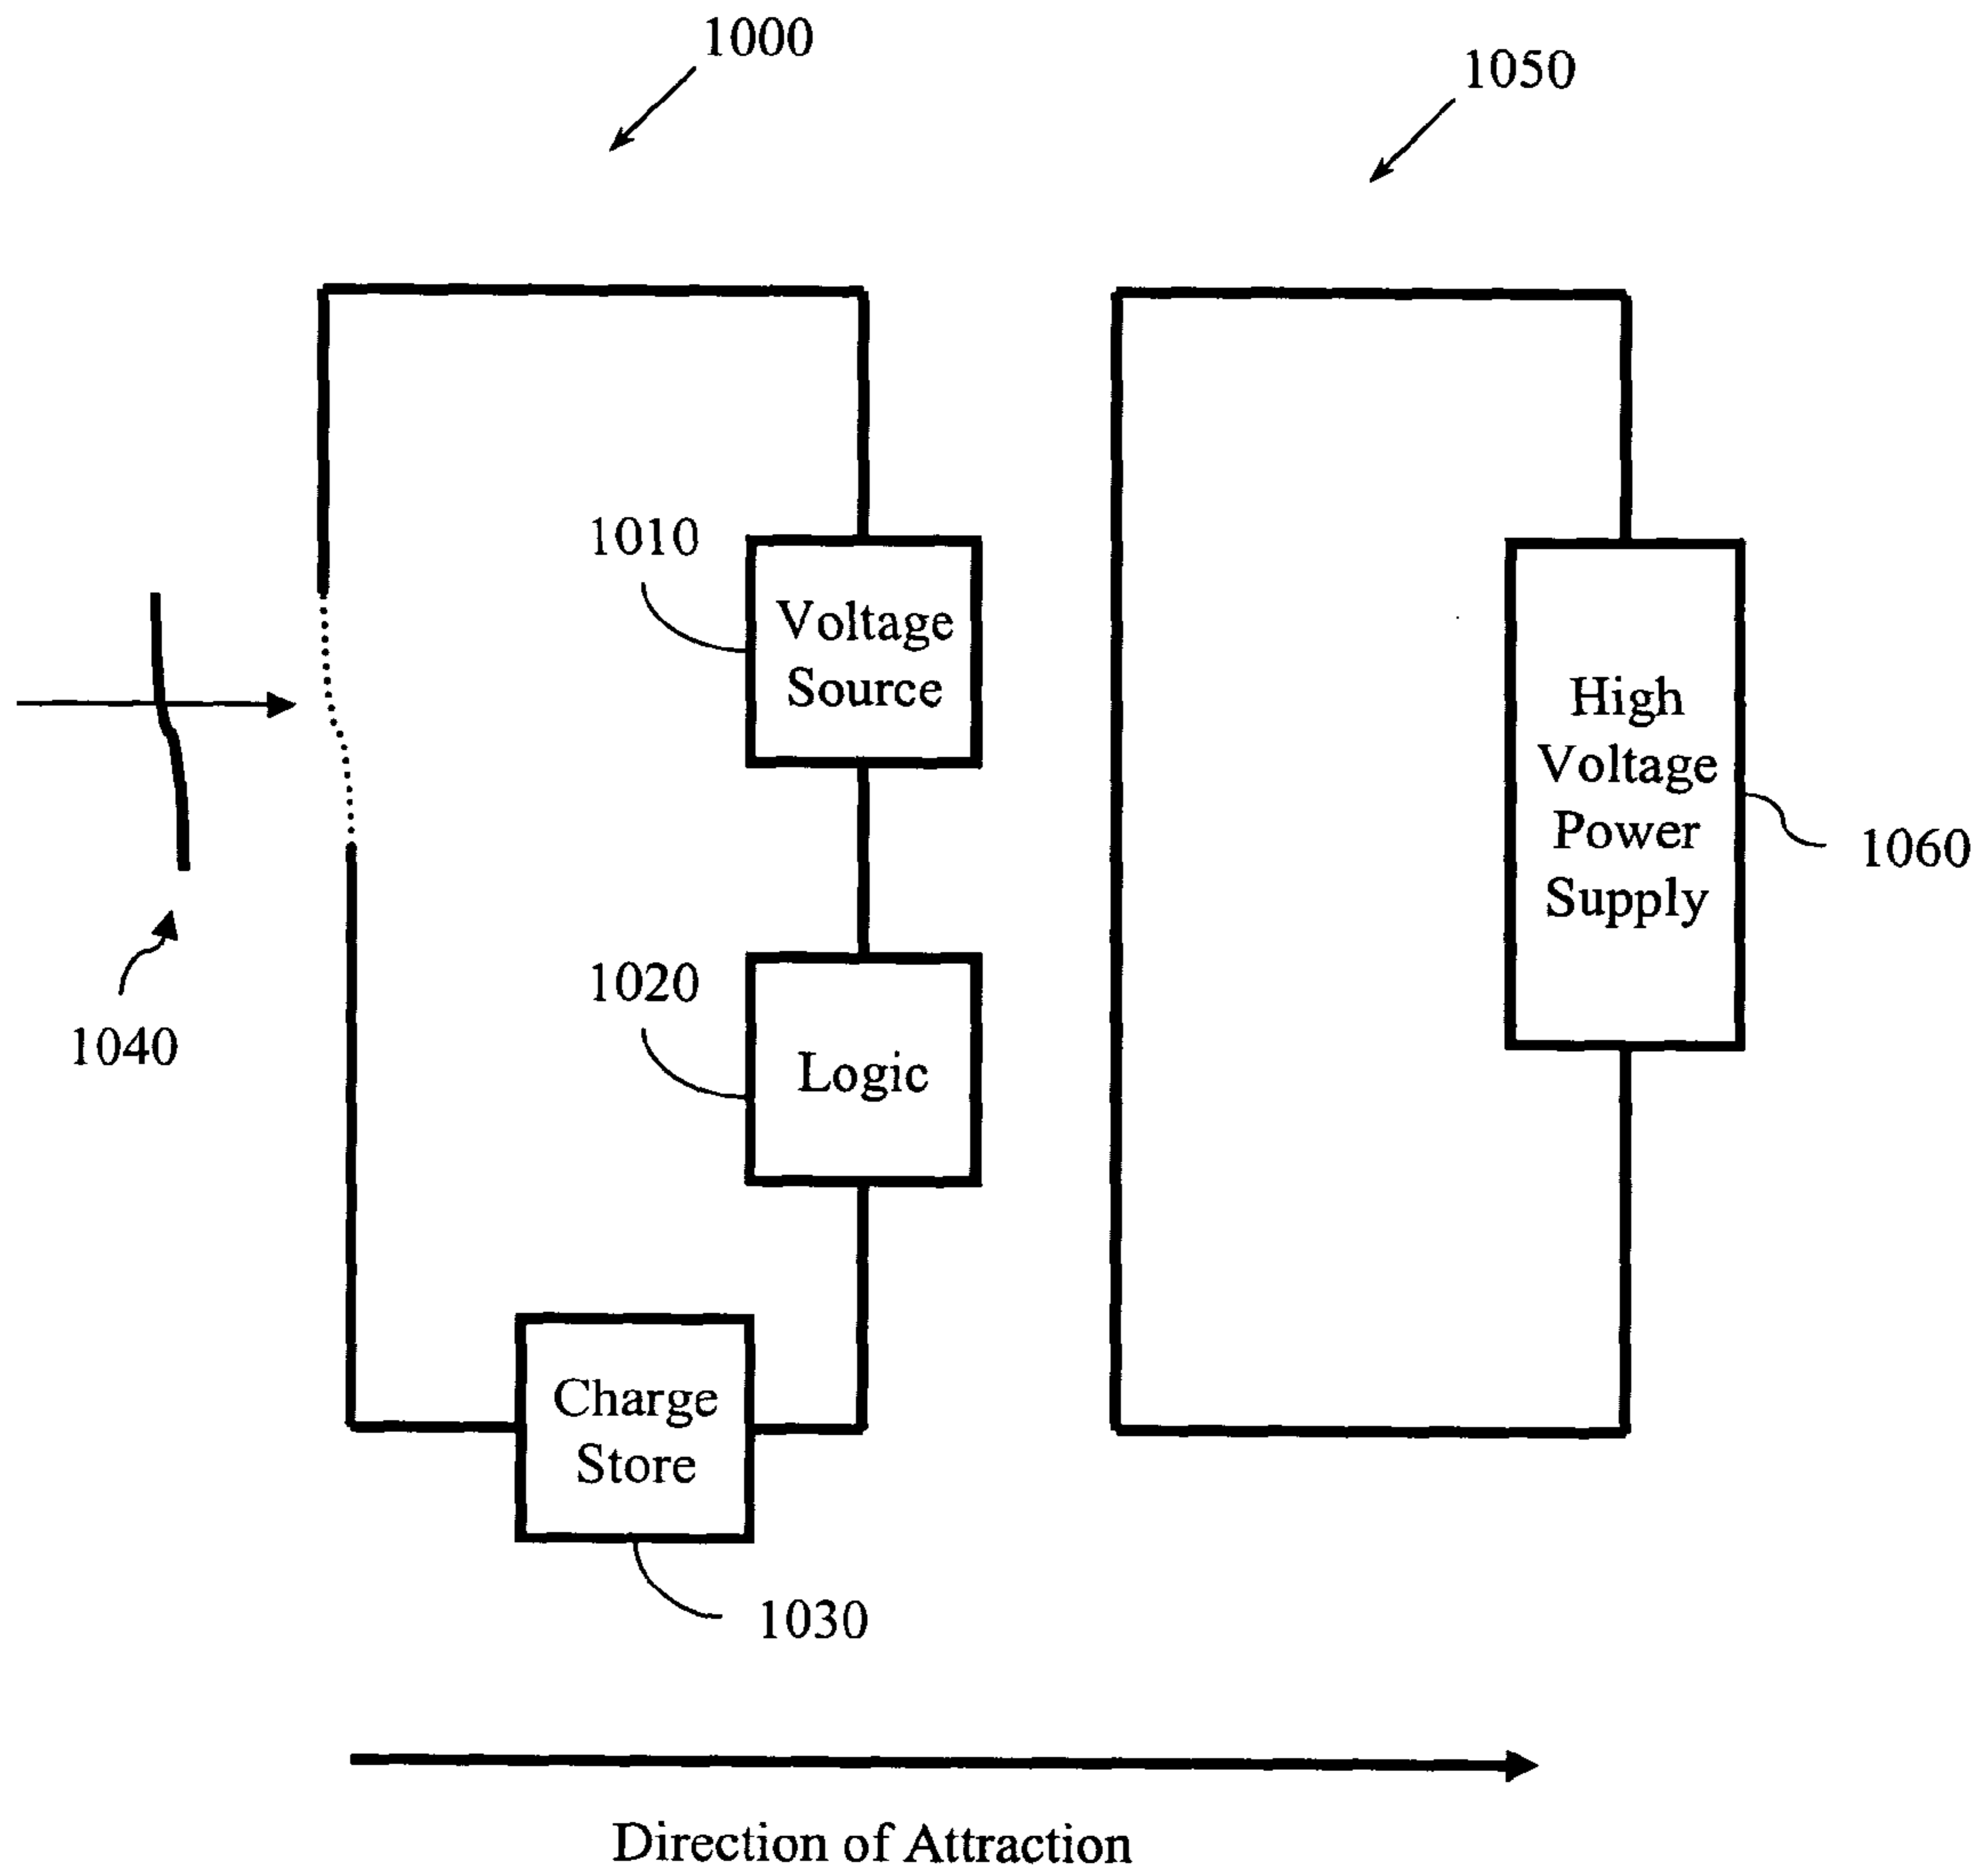 1000
1050
1010
Voltage
Source
High
Voltage
Power
Supply
1060
1020
Logic
1040
Charge
Store
1030
Direction of Attraction